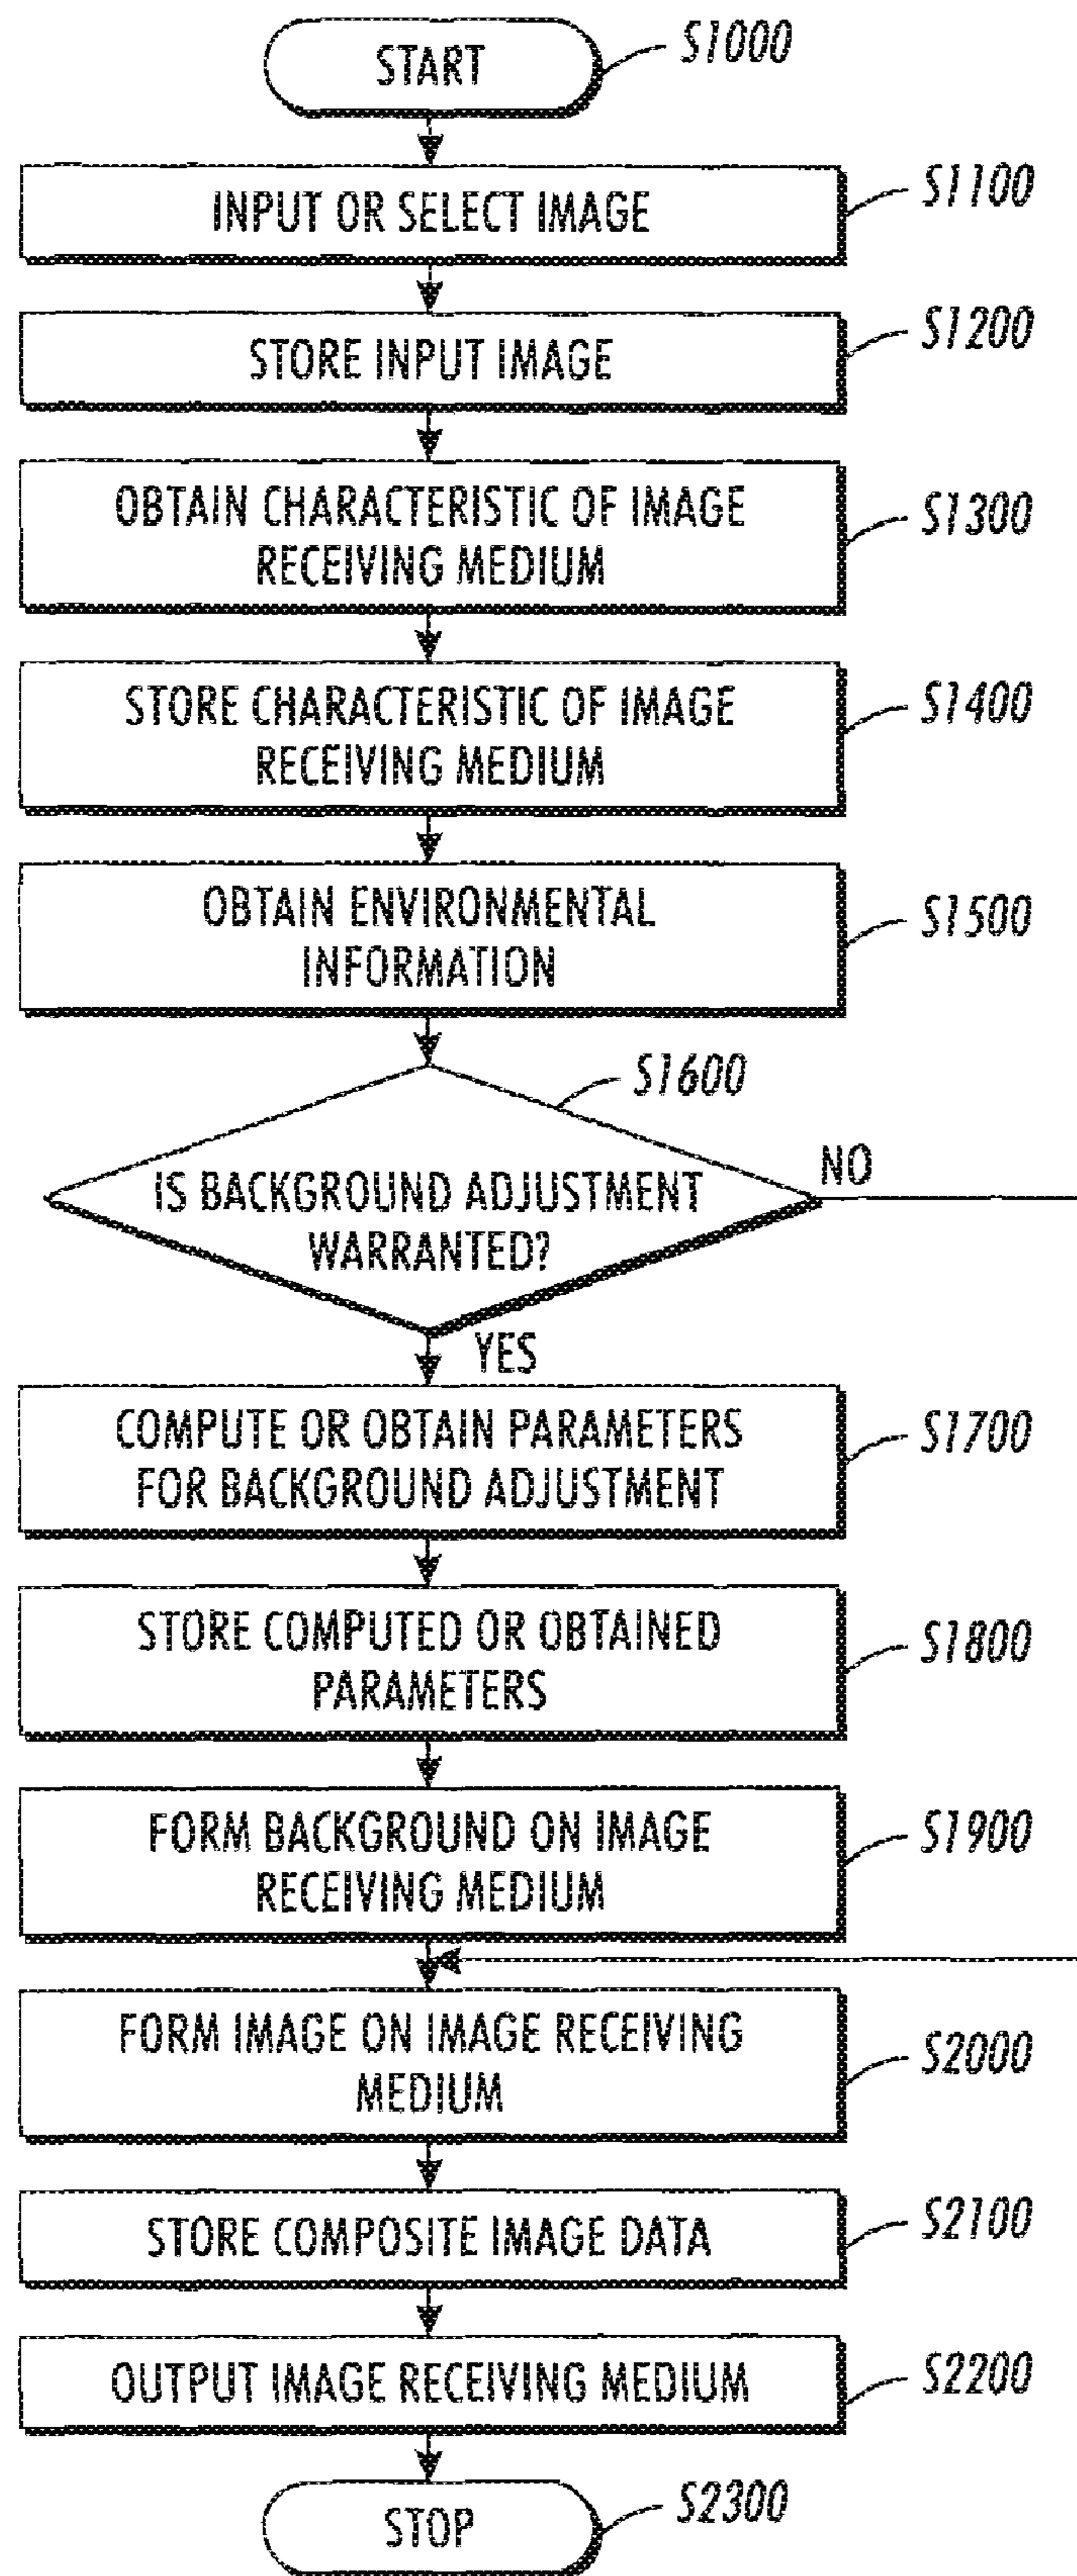 START
S1000
INPUT OR SELECT IMAGE
S1100
STORE INPUT IMAGE
S1200
OBTAIN CHARACTERISTIC OF IMAGE
RECEIVING MEDIUM
S1300
STORE CHARACTERISTIC OF IMAGE
RECEIVING MEDIUM
S1400
OBTAIN ENVIRONMENTAL
INFORMATION
S1500
S1600
IS BACKGROUND ADJUSTMENT
WARRANTED?
NO
YES
COMPUTE OR OBTAIN PARAMETERS
FOR BACKGROUND ADJUSTMENT
S1700
STORE COMPUTED OR OBTAINED
PARAMETERS
S1800
FORM BACKGROUND ON IMAGE
RECEIVING MEDIUM
S1900
FORM IMAGE ON IMAGE RECEIVING
MEDIUM
S2000
STORE COMPOSITE IMAGE DATA
S2100
OUTPUT IMAGE RECEIVING MEDIUM
S2200
STOP
S2300